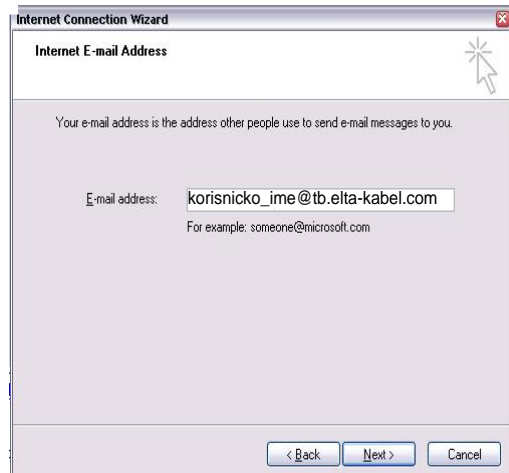 Internet Connection Wizard
Internet E-mail Address
Your e-mail address is the address other people use to send e-mail messages to you.
E-mail address: korisnicko_ime@tb.elta-kabel.com
For example: someone@microsoft.com
< Back Next > Cancel